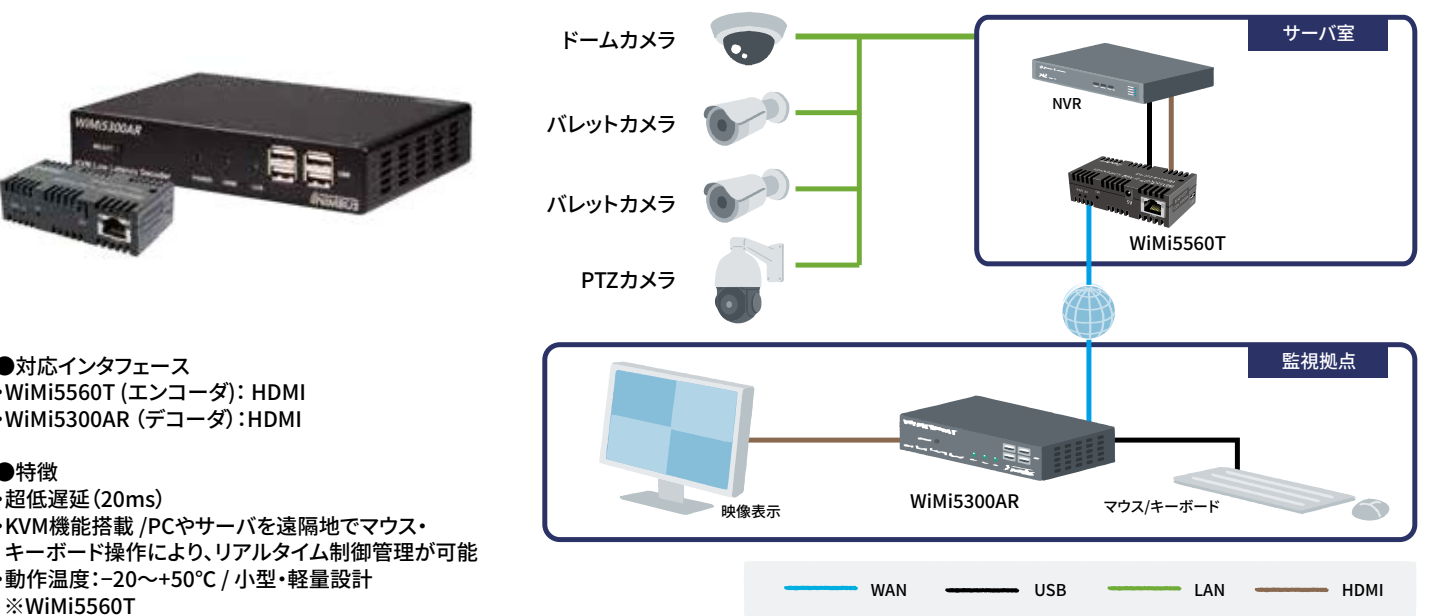 WiMi5300AR
KVM Low Latency Decoder
NIMBUS
●対応インタフェース
・WiMi5560T (エンコーダ)： HDMI
・WiMi5300AR （デコーダ）：HDMI
●特徴
・超低遅延（20ms）
・KVM機能搭載 /PCやサーバを遠隔地でマウス・
キーボード操作により、リアルタイム制御管理が可能
・動作温度：−20～+50℃ / 小型・軽量設計
※WiMi5560T
ドームカメラ
バレットカメラ
バレットカメラ
PTZカメラ
サーバ室
NVR
WiMi5560T
監視拠点
映像表示
WiMi5300AR
マウス/キーボード
WAN
USB
LAN
HDMI